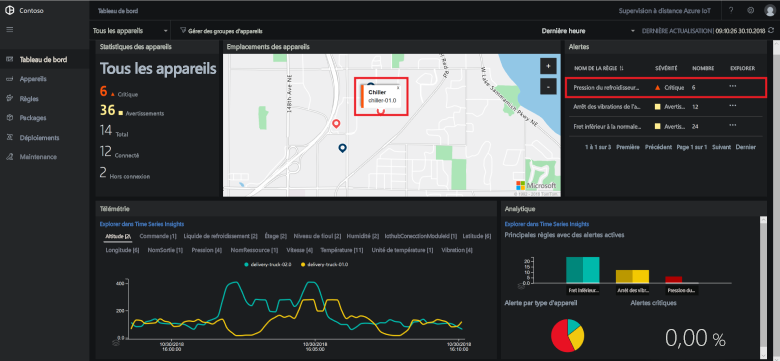 Contoso
Tableau de bord
Supervision à distance Azure IoT
Tous les appareils
Gérer des groupes d'appareils
Dernière heure
DERNIÈRE ACTUALISATION | 09:10:26 30.10.2018
Tableau de bord
Appareils
Règles
Packages
Déploiements
Maintenance
Statistiques des appareils
Tous les appareils
6 Critique
36 Avertissements
14 Total
12 Connecté
2 Hors connexion
Emplacements des appareils
148th Ave NE
W Lake Sammamish Pkwy NE
Chiller
chiller-01.0
+
-
Microsoft
Alertes
NOM DE LA RÈGLE
SÉVÉRITÉ
NOMBRE
EXPLORER
Pression du refroidisseur... Critique 6 ...
Arrêt des vibrations de l'a... Avertis... 12 ...
Fret inférieur à la normale... Avertis... 24 ...
1 à 1 sur 3 Première Précédent Page 1 sur 1 Suivant Dernier
Télémétrie
Explorer dans Time Series Insights
Altitude [2] Commande [1] Liquide de refroidissement [2] Étage [2] Niveau de fioul [2] Humidité [2] IotHubConnectionModuleId [1] Latitude [6]
Longitude [6] NomSortie [1] Pression [4] NomRessource [1] Vitesse [4] Température [11] Unité de température [1] Vibration [4]
delivery-truck-02.0 delivery-truck-01.0
400
200
0.0
10/30/2018
16:00:00
10/30/2018
16:05:00
10/30/2018
16:10:00
Analytique
Explorer dans Time Series Insights
Principales règles avec des alertes actives
20
15
10
5
Fret inférieur...
Arrêt des vibr...
Pression du...
Alerte par type d'appareil
Alertes critiques
0,00 %